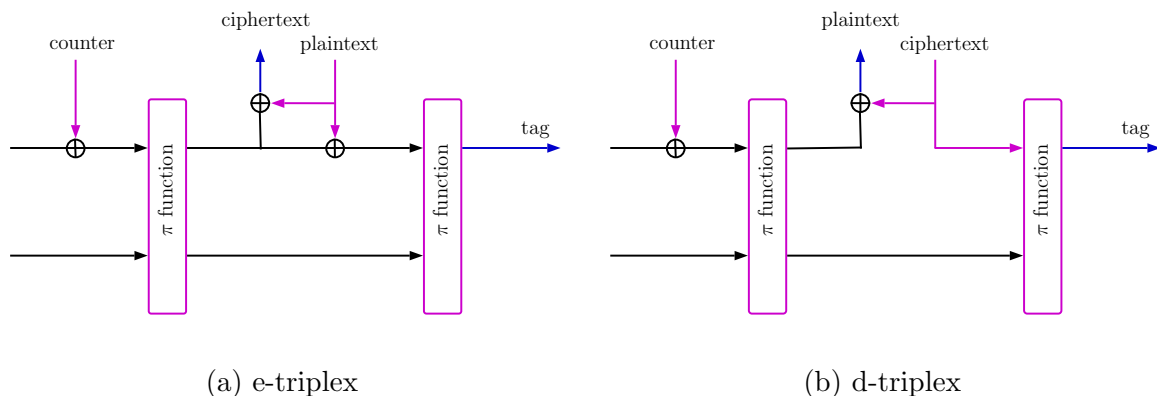 ciphertext
plaintext
counter
plaintext
ciphertext
counter
π function
π function
tag
π function
π function
tag
(a) e-triplex
(b) d-triplex